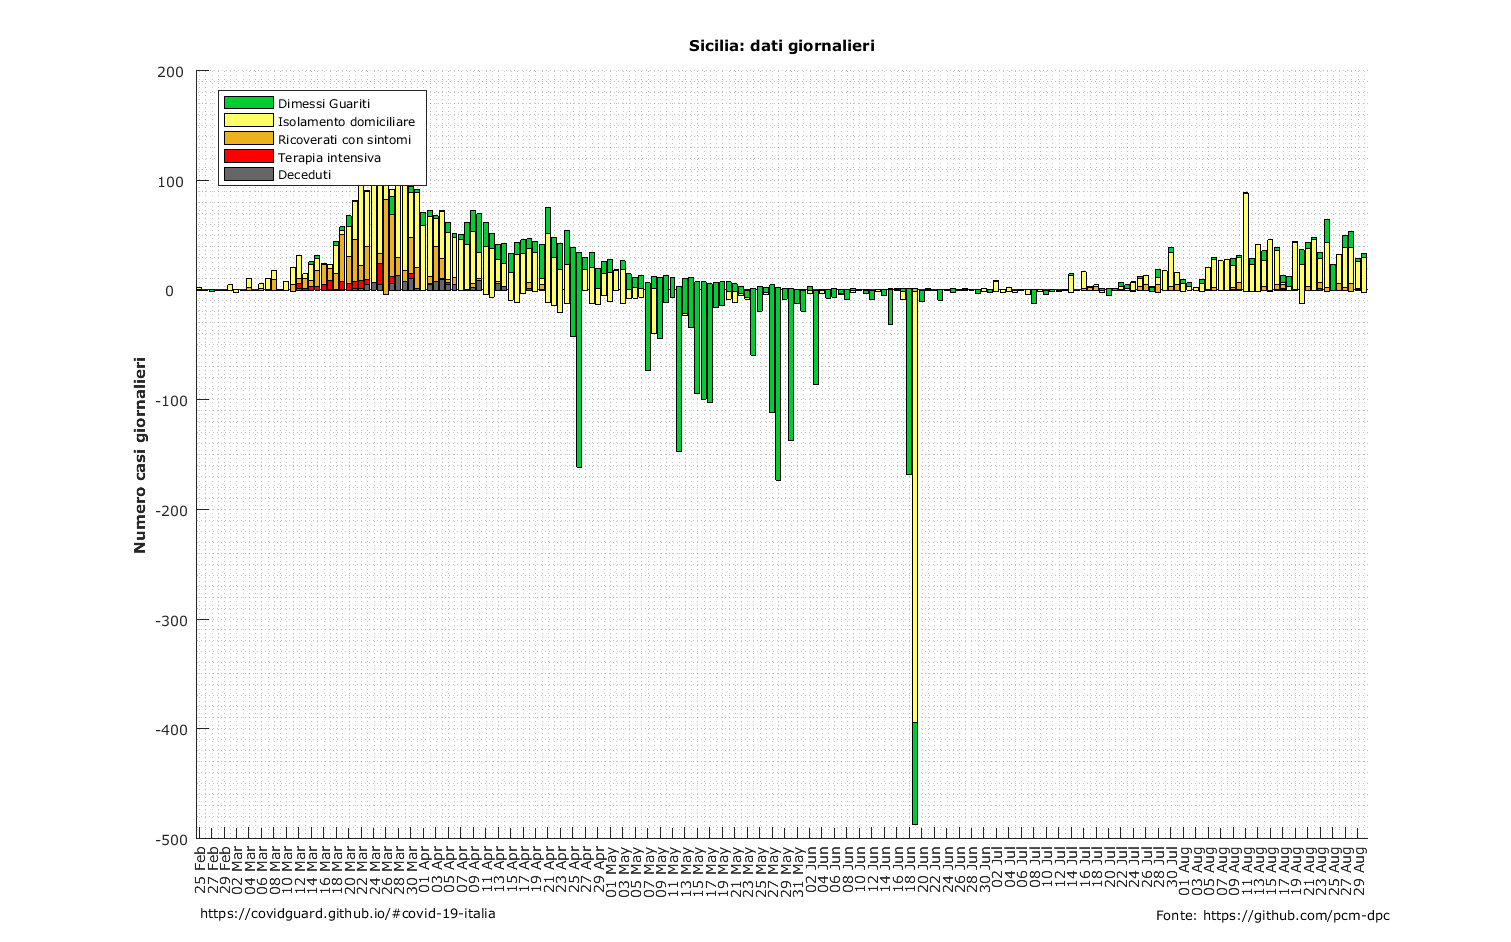 Sicilia: dati giornalieri
200
100
0
-100
-200
-300
-400
-500
Numero casi giornalieri
Dimessi Guariti
Isolamento domiciliare
Ricoverati con sintomi
Terapia intensiva
Deceduti
25 Feb
27 Feb
29 Feb
02 Mar
04 Mar
06 Mar
08 Mar
10 Mar
12 Mar
14 Mar
16 Mar
18 Mar
20 Mar
22 Mar
24 Mar
26 Mar
28 Mar
30 Mar
01 Apr
03 Apr
05 Apr
07 Apr
09 Apr
11 Apr
13 Apr
15 Apr
17 Apr
19 Apr
21 Apr
23 Apr
25 Apr
27 Apr
29 Apr
01 May
03 May
05 May
07 May
09 May
11 May
13 May
15 May
17 May
19 May
21 May
23 May
25 May
27 May
29 May
31 May
02 Jun
04 Jun
06 Jun
08 Jun
10 Jun
12 Jun
14 Jun
16 Jun
18 Jun
20 Jun
22 Jun
24 Jun
26 Jun
28 Jun
30 Jun
02 Jul
04 Jul
06 Jul
08 Jul
10 Jul
12 Jul
14 Jul
16 Jul
18 Jul
20 Jul
22 Jul
24 Jul
26 Jul
28 Jul
30 Jul
01 Aug
03 Aug
05 Aug
07 Aug
09 Aug
11 Aug
13 Aug
15 Aug
17 Aug
19 Aug
21 Aug
23 Aug
25 Aug
27 Aug
29 Aug
https://covidguard.github.io/#covid-19-italia
Fonte: https://github.com/pcm-dpc